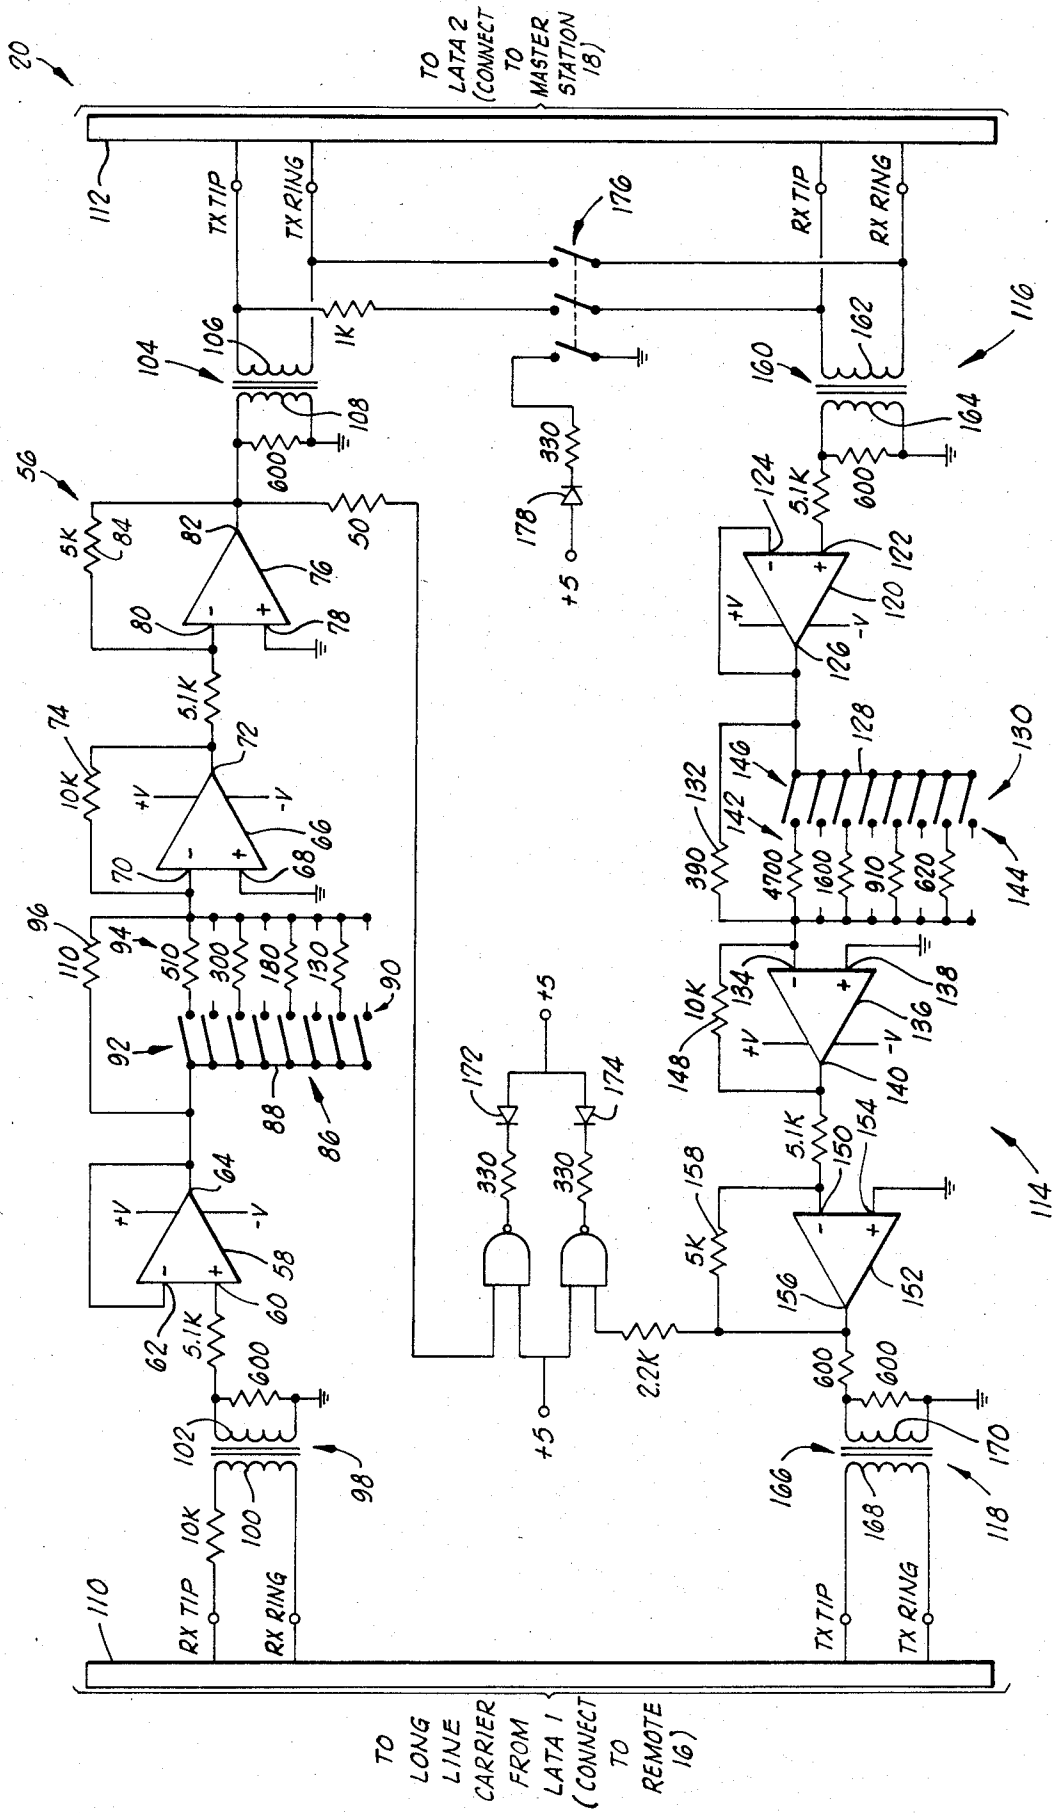 20
TO
LATA 2
(CONNECT
TO
MASTER
STATION
18)
112
TX TIP
TX RING
RX TIP
RX RING
176
1K
104
106
108
600
160
162
164
116
600
330
178
+5
56
5K
84
82
76
80
78
50
5.1K
5.1K
124
122
120
126
+V
-V
74
10K
72
+V
-V
66
70
68
96
110
94
510
300
180
130
92
90
88
86
128
146
132
142
130
390
4700
1600
910
620
144
134
138
136
10K
148
+V
-V
140
+5
172
174
330
330
+5
2.2K
64
+V
-V
58
62
60
5.1K
600
5.1K
150
154
158
5K
156
152
114
600
600
102
100
98
10K
166
168
170
118
110
RX TIP
RX RING
TX TIP
TX RING
TO
LONG
LINE
CARRIER
FROM
LATA 1
(CONNECT
TO
REMOTE
16)